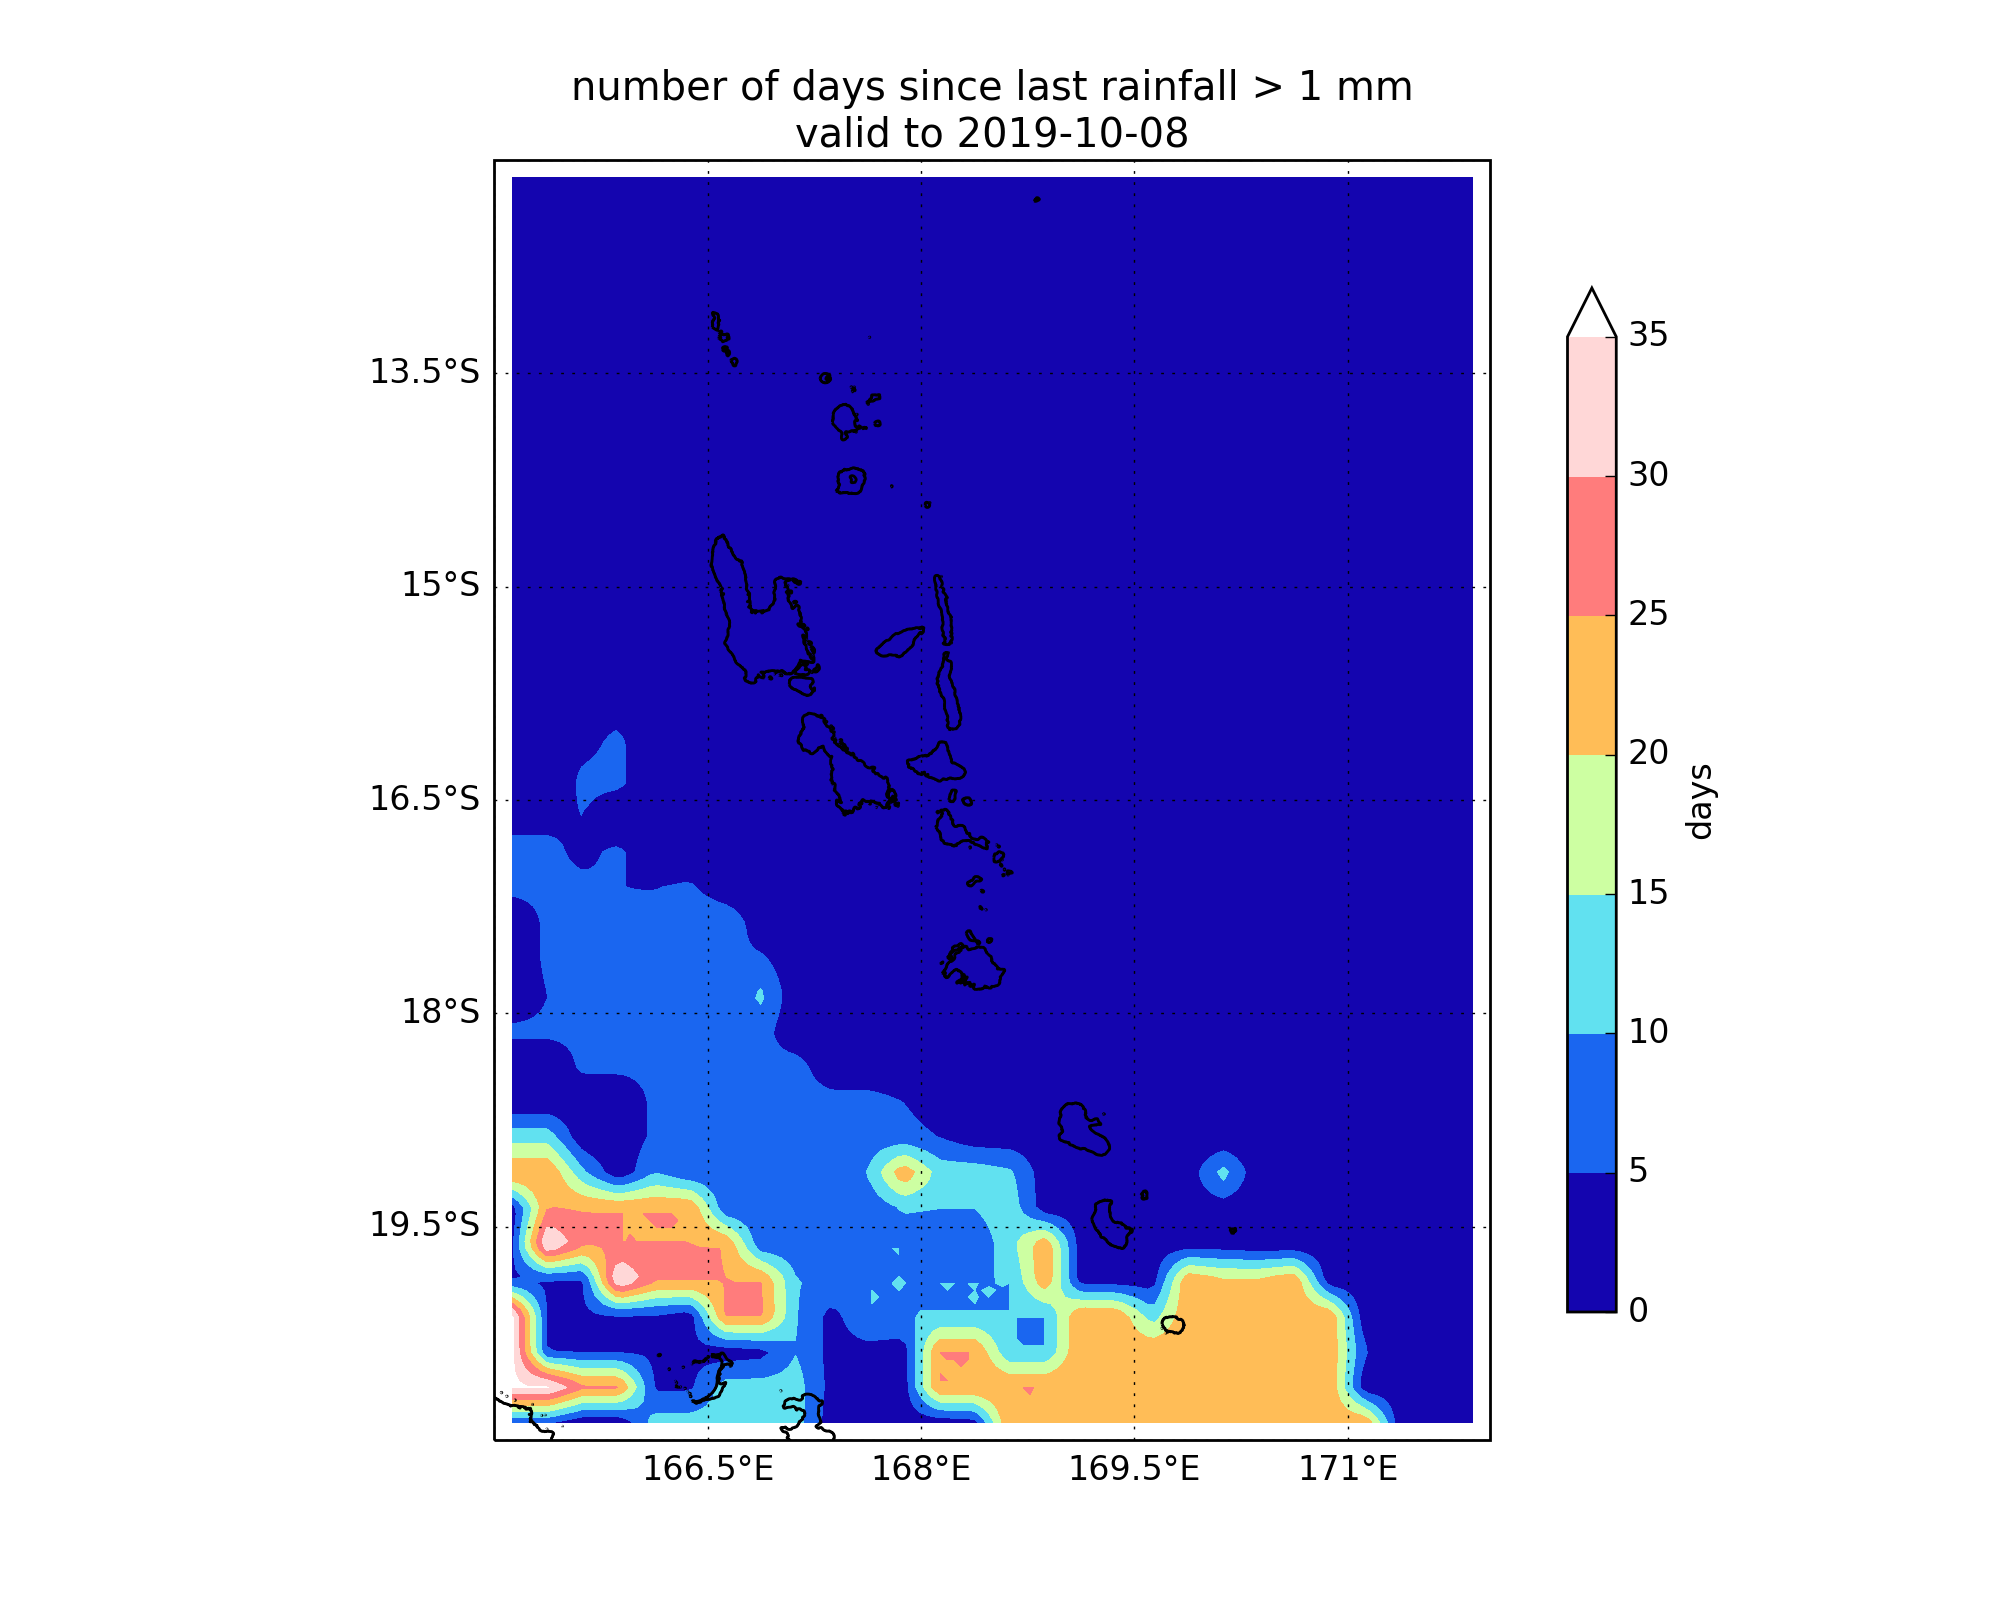 number of days since last rainfall > 1 mm
valid to 2019-10-08
13.5°S
15°S
16.5°S
18°S
19.5°S
166.5°E
168°E
169.5°E
171°E
35
30
25
20
15
10
5
0
days